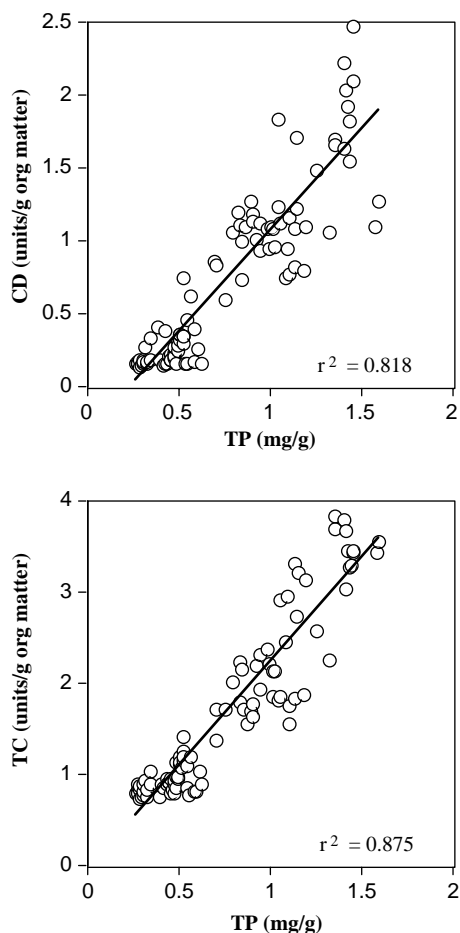 2.5
2
1.5
1
0.5
0
CD (units/g org matter)
r² = 0.818
0 0.5 1 1.5 2
TP (mg/g)
4
3
2
1
0
TC (units/g org matter)
r² = 0.875
0 0.5 1 1.5 2
TP (mg/g)